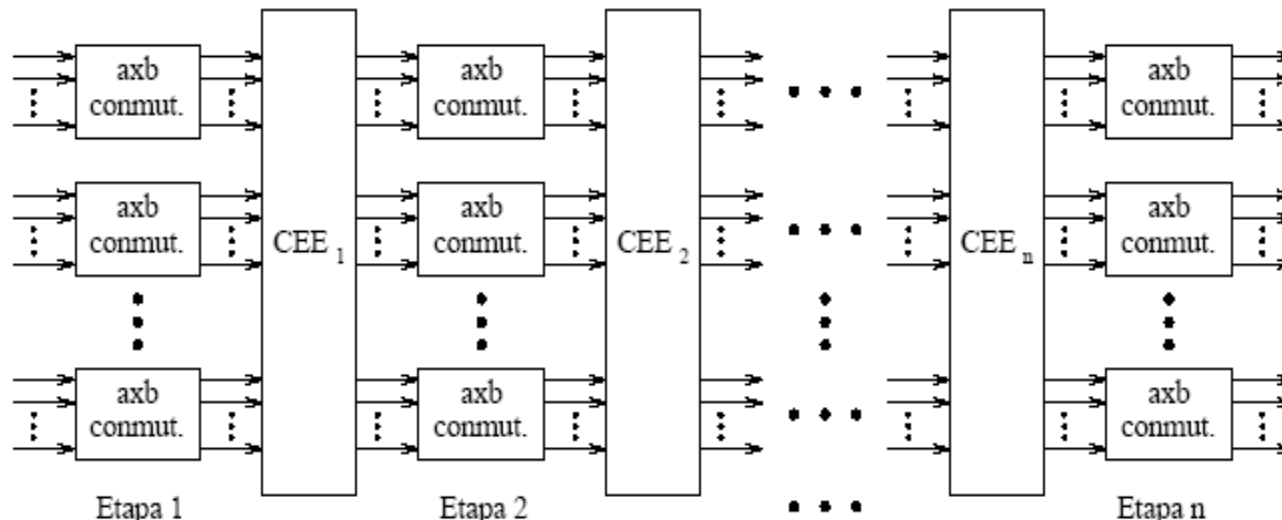 axb
conmut.
axb
conmut.
axb
conmut.
axb
conmut.
CEE 1
axb
conmut.
CEE 2
axb
conmut.
CEE n
axb
conmut.
axb
conmut.
axb
conmut.
Etapa 1
Etapa 2
Etapa n